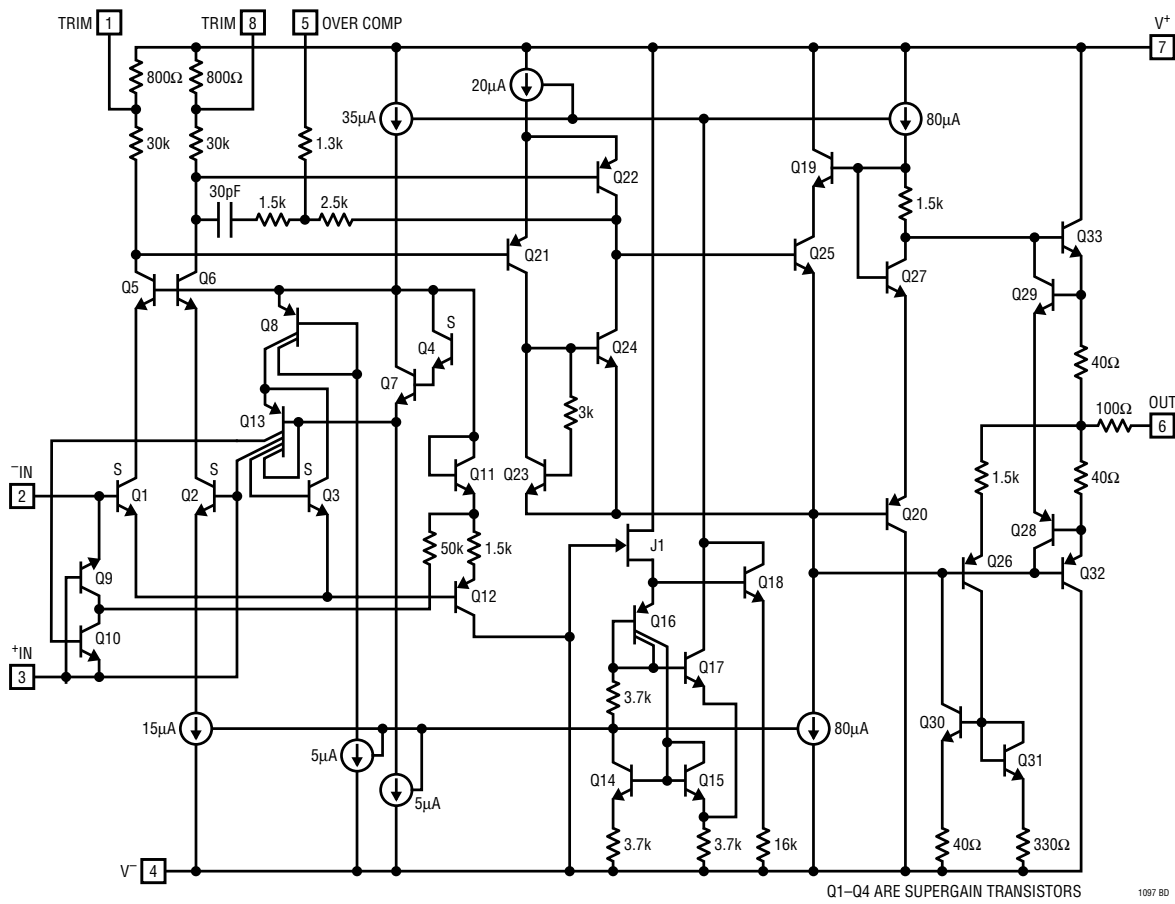 TRIM 1
TRIM 8
5 OVER COMP
V+
7
800Ω
800Ω
20µA
35µA
80µA
30k
30k
1.3k
Q19
Q22
30pF
1.5k
2.5k
1.5k
Q33
Q21
Q25
Q27
Q5
Q6
Q29
Q8
S
Q4
Q24
40Ω
Q7
Q13
3k
OUT
100Ω
6
−IN
2
S
Q1
S
Q2
S
Q3
Q11
Q23
1.5k
40Ω
Q20
Q28
50k
1.5k
J1
Q26
Q32
Q9
Q12
Q18
Q16
Q10
+IN
3
Q17
3.7k
15µA
80µA
Q30
5µA
Q31
Q14
Q15
5µA
3.7k
3.7k
16k
40Ω
330Ω
V− 4
Q1–Q4 ARE SUPERGAIN TRANSISTORS
1097 BD